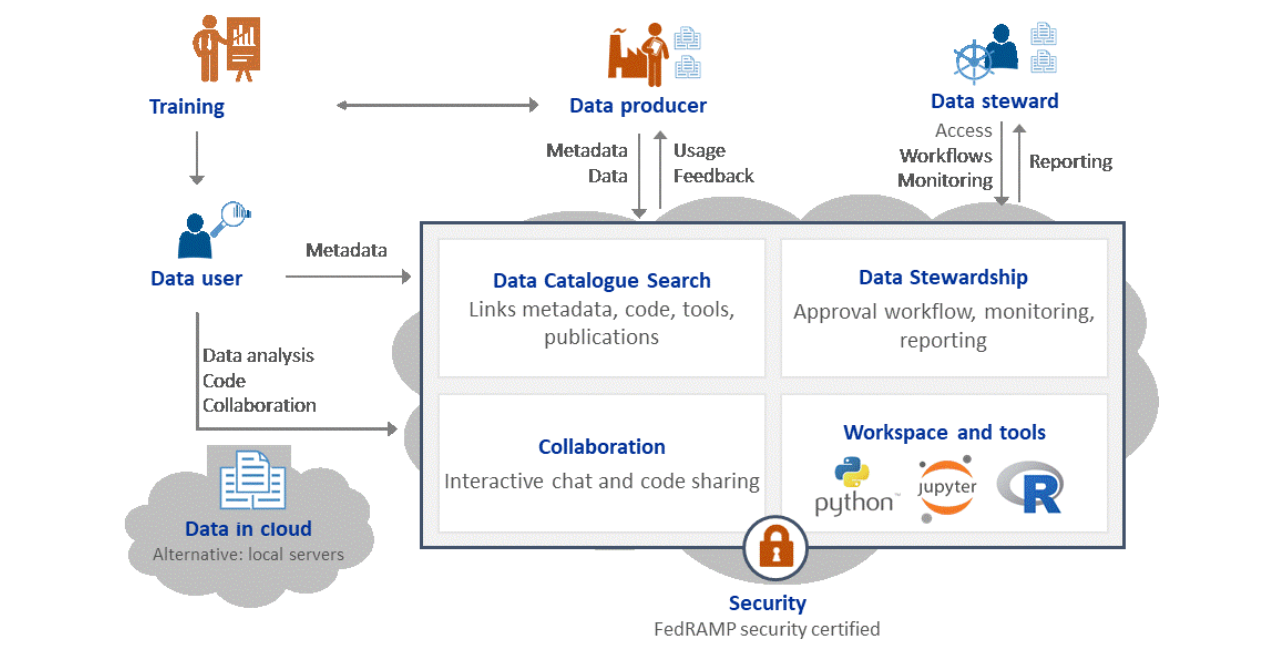 Training
Data producer
Data steward
Metadata
Data
Usage
Feedback
Access
Workflows
Monitoring
Reporting
Data user
Metadata
Data analysis
Code
Collaboration
Data Catalogue Search
Links metadata, code, tools,
publications
Data Stewardship
Approval workflow, monitoring,
reporting
Collaboration
Interactive chat and code sharing
Workspace and tools
python™
jupyter
R
Data in cloud
Alternative: local servers
Security
FedRAMP security certified